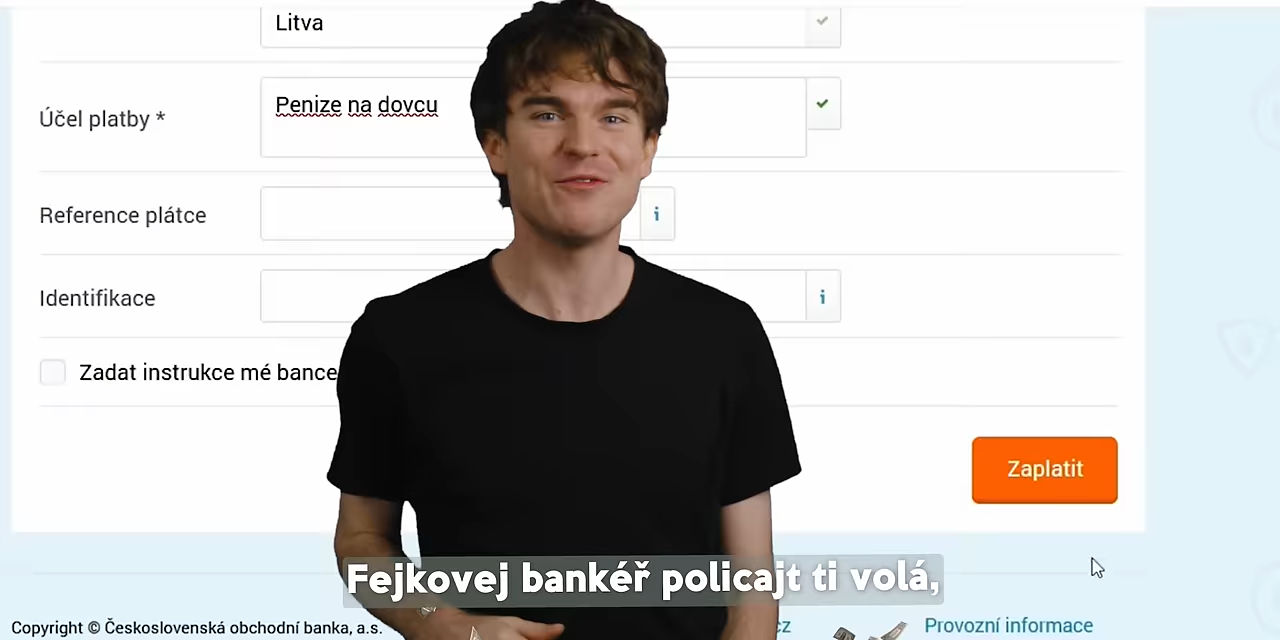 Litva
Účel platby *
Penize na dovcu
Reference plátce
i
Identifikace
i
Zadat instrukce mé bance
Zaplatit
Fejkovej bankéř policajt ti volá,
Copyright © Československá obchodní banka, a.s.
cz
Provozní informace